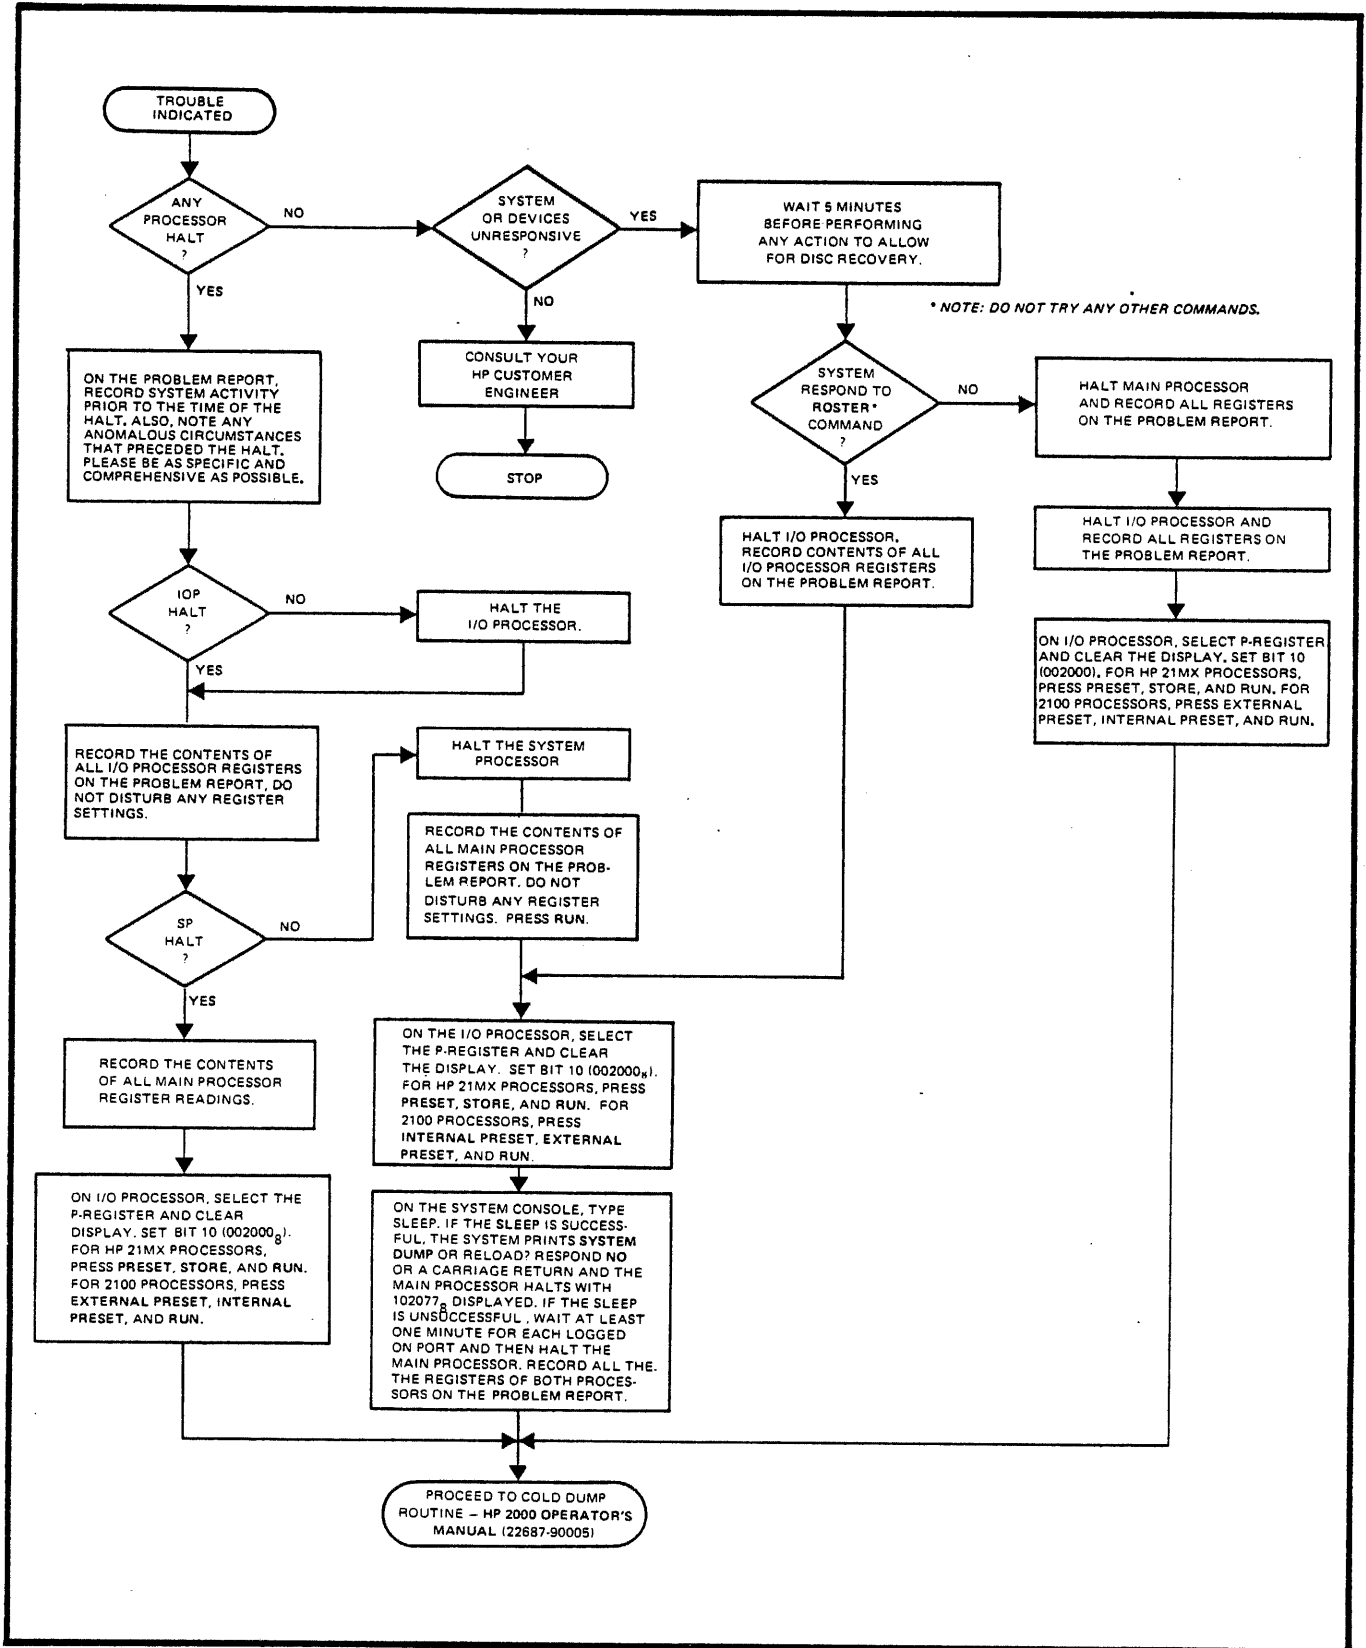 TROUBLE
INDICATED
ANY
PROCESSOR
HALT
?
NO
YES
SYSTEM
OR DEVICES
UNRESPONSIVE
?
YES
NO
WAIT 5 MINUTES
BEFORE PERFORMING
ANY ACTION TO ALLOW
FOR DISC RECOVERY.
* NOTE: DO NOT TRY ANY OTHER COMMANDS.
CONSULT YOUR
HP CUSTOMER
ENGINEER
STOP
SYSTEM
RESPOND TO
ROSTER*
COMMAND
?
NO
YES
HALT MAIN PROCESSOR
AND RECORD ALL REGISTERS
ON THE PROBLEM REPORT.
HALT I/O PROCESSOR AND
RECORD ALL REGISTERS ON
THE PROBLEM REPORT.
ON I/O PROCESSOR, SELECT P-REGISTER
AND CLEAR THE DISPLAY. SET BIT 10
(002000). FOR HP 21MX PROCESSORS,
PRESS PRESET, STORE, AND RUN. FOR
2100 PROCESSORS, PRESS EXTERNAL
PRESET, INTERNAL PRESET, AND RUN.
HALT I/O PROCESSOR.
RECORD CONTENTS OF ALL
I/O PROCESSOR REGISTERS
ON THE PROBLEM REPORT.
ON THE PROBLEM REPORT,
RECORD SYSTEM ACTIVITY
PRIOR TO THE TIME OF THE
HALT. ALSO, NOTE ANY
ANOMALOUS CIRCUMSTANCES
THAT PRECEDED THE HALT.
PLEASE BE AS SPECIFIC AND
COMPREHENSIVE AS POSSIBLE.
IOP
HALT
?
NO
YES
HALT THE
I/O PROCESSOR.
RECORD THE CONTENTS OF
ALL I/O PROCESSOR REGISTERS
ON THE PROBLEM REPORT, DO
NOT DISTURB ANY REGISTER
SETTINGS.
SP
HALT
?
NO
YES
HALT THE SYSTEM
PROCESSOR
RECORD THE CONTENTS OF
ALL MAIN PROCESSOR
REGISTERS ON THE PROB-
LEM REPORT. DO NOT
DISTURB ANY REGISTER
SETTINGS. PRESS RUN.
RECORD THE CONTENTS
OF ALL MAIN PROCESSOR
REGISTER READINGS.
ON I/O PROCESSOR, SELECT THE
P-REGISTER AND CLEAR
DISPLAY. SET BIT 10 (002000₈).
FOR HP 21MX PROCESSORS,
PRESS PRESET, STORE, AND RUN.
FOR 2100 PROCESSORS, PRESS
EXTERNAL PRESET, INTERNAL
PRESET, AND RUN.
ON THE I/O PROCESSOR, SELECT
THE P-REGISTER AND CLEAR
THE DISPLAY. SET BIT 10 (002000₈).
FOR HP 21MX PROCESSORS, PRESS
PRESET, STORE, AND RUN. FOR
2100 PROCESSORS, PRESS
INTERNAL PRESET, EXTERNAL
PRESET, AND RUN.
ON THE SYSTEM CONSOLE, TYPE
SLEEP. IF THE SLEEP IS SUCCESS-
FUL, THE SYSTEM PRINTS SYSTEM
DUMP OR RELOAD? RESPOND NO
OR A CARRIAGE RETURN AND THE
MAIN PROCESSOR HALTS WITH
102077₈ DISPLAYED. IF THE SLEEP
IS UNSUCCESSFUL, WAIT AT LEAST
ONE MINUTE FOR EACH LOGGED
ON PORT AND THEN HALT THE
MAIN PROCESSOR. RECORD ALL THE.
THE REGISTERS OF BOTH PROCES-
SORS ON THE PROBLEM REPORT.
PROCEED TO COLD DUMP
ROUTINE – HP 2000 OPERATOR'S
MANUAL (22687-90005)